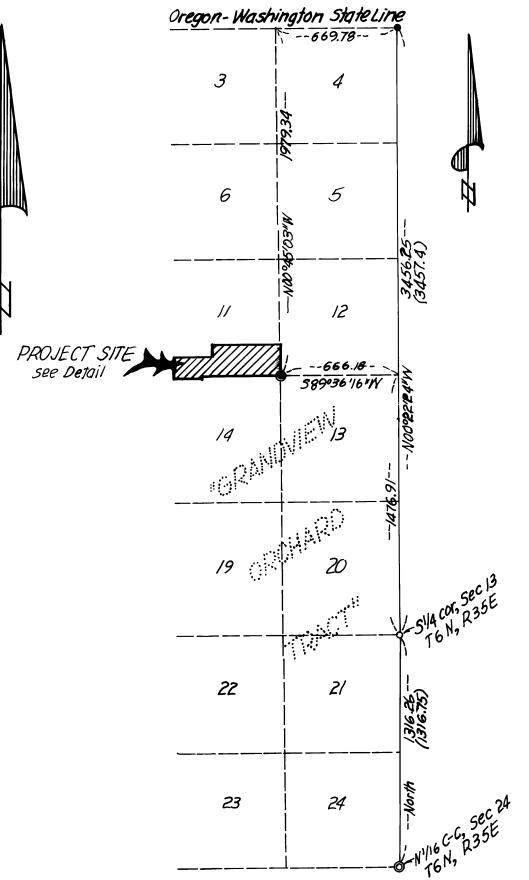 Oregon-Washington State Line
--669.78--
3
4
1979.34---
6
5
---N00°45'03"W
3456.25---
(3457.4)
11
12
PROJECT SITE
see Detail
--666.18--
S89°36'16"W
---N00°22'24"W
14
13
"GRANDVIEW
---1476.91---
19
ORCHARD
20
TRACT"
S1/4 cor, Sec 13
T6N, R35E
22
21
1316.26---
(1316.75)
23
24
---North
N1/16 C-C, Sec 24
T6N, R35E